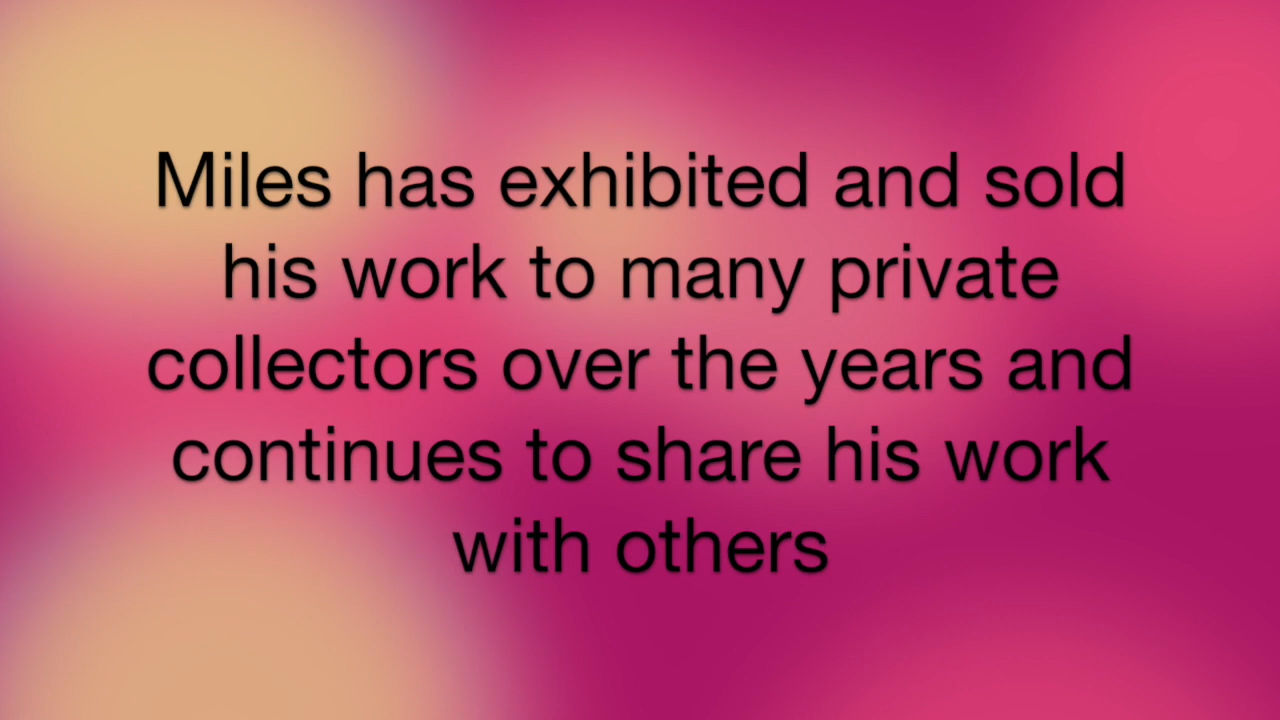 Miles has exhibited and sold
his work to many private
collectors over the years and
continues to share his work
with others